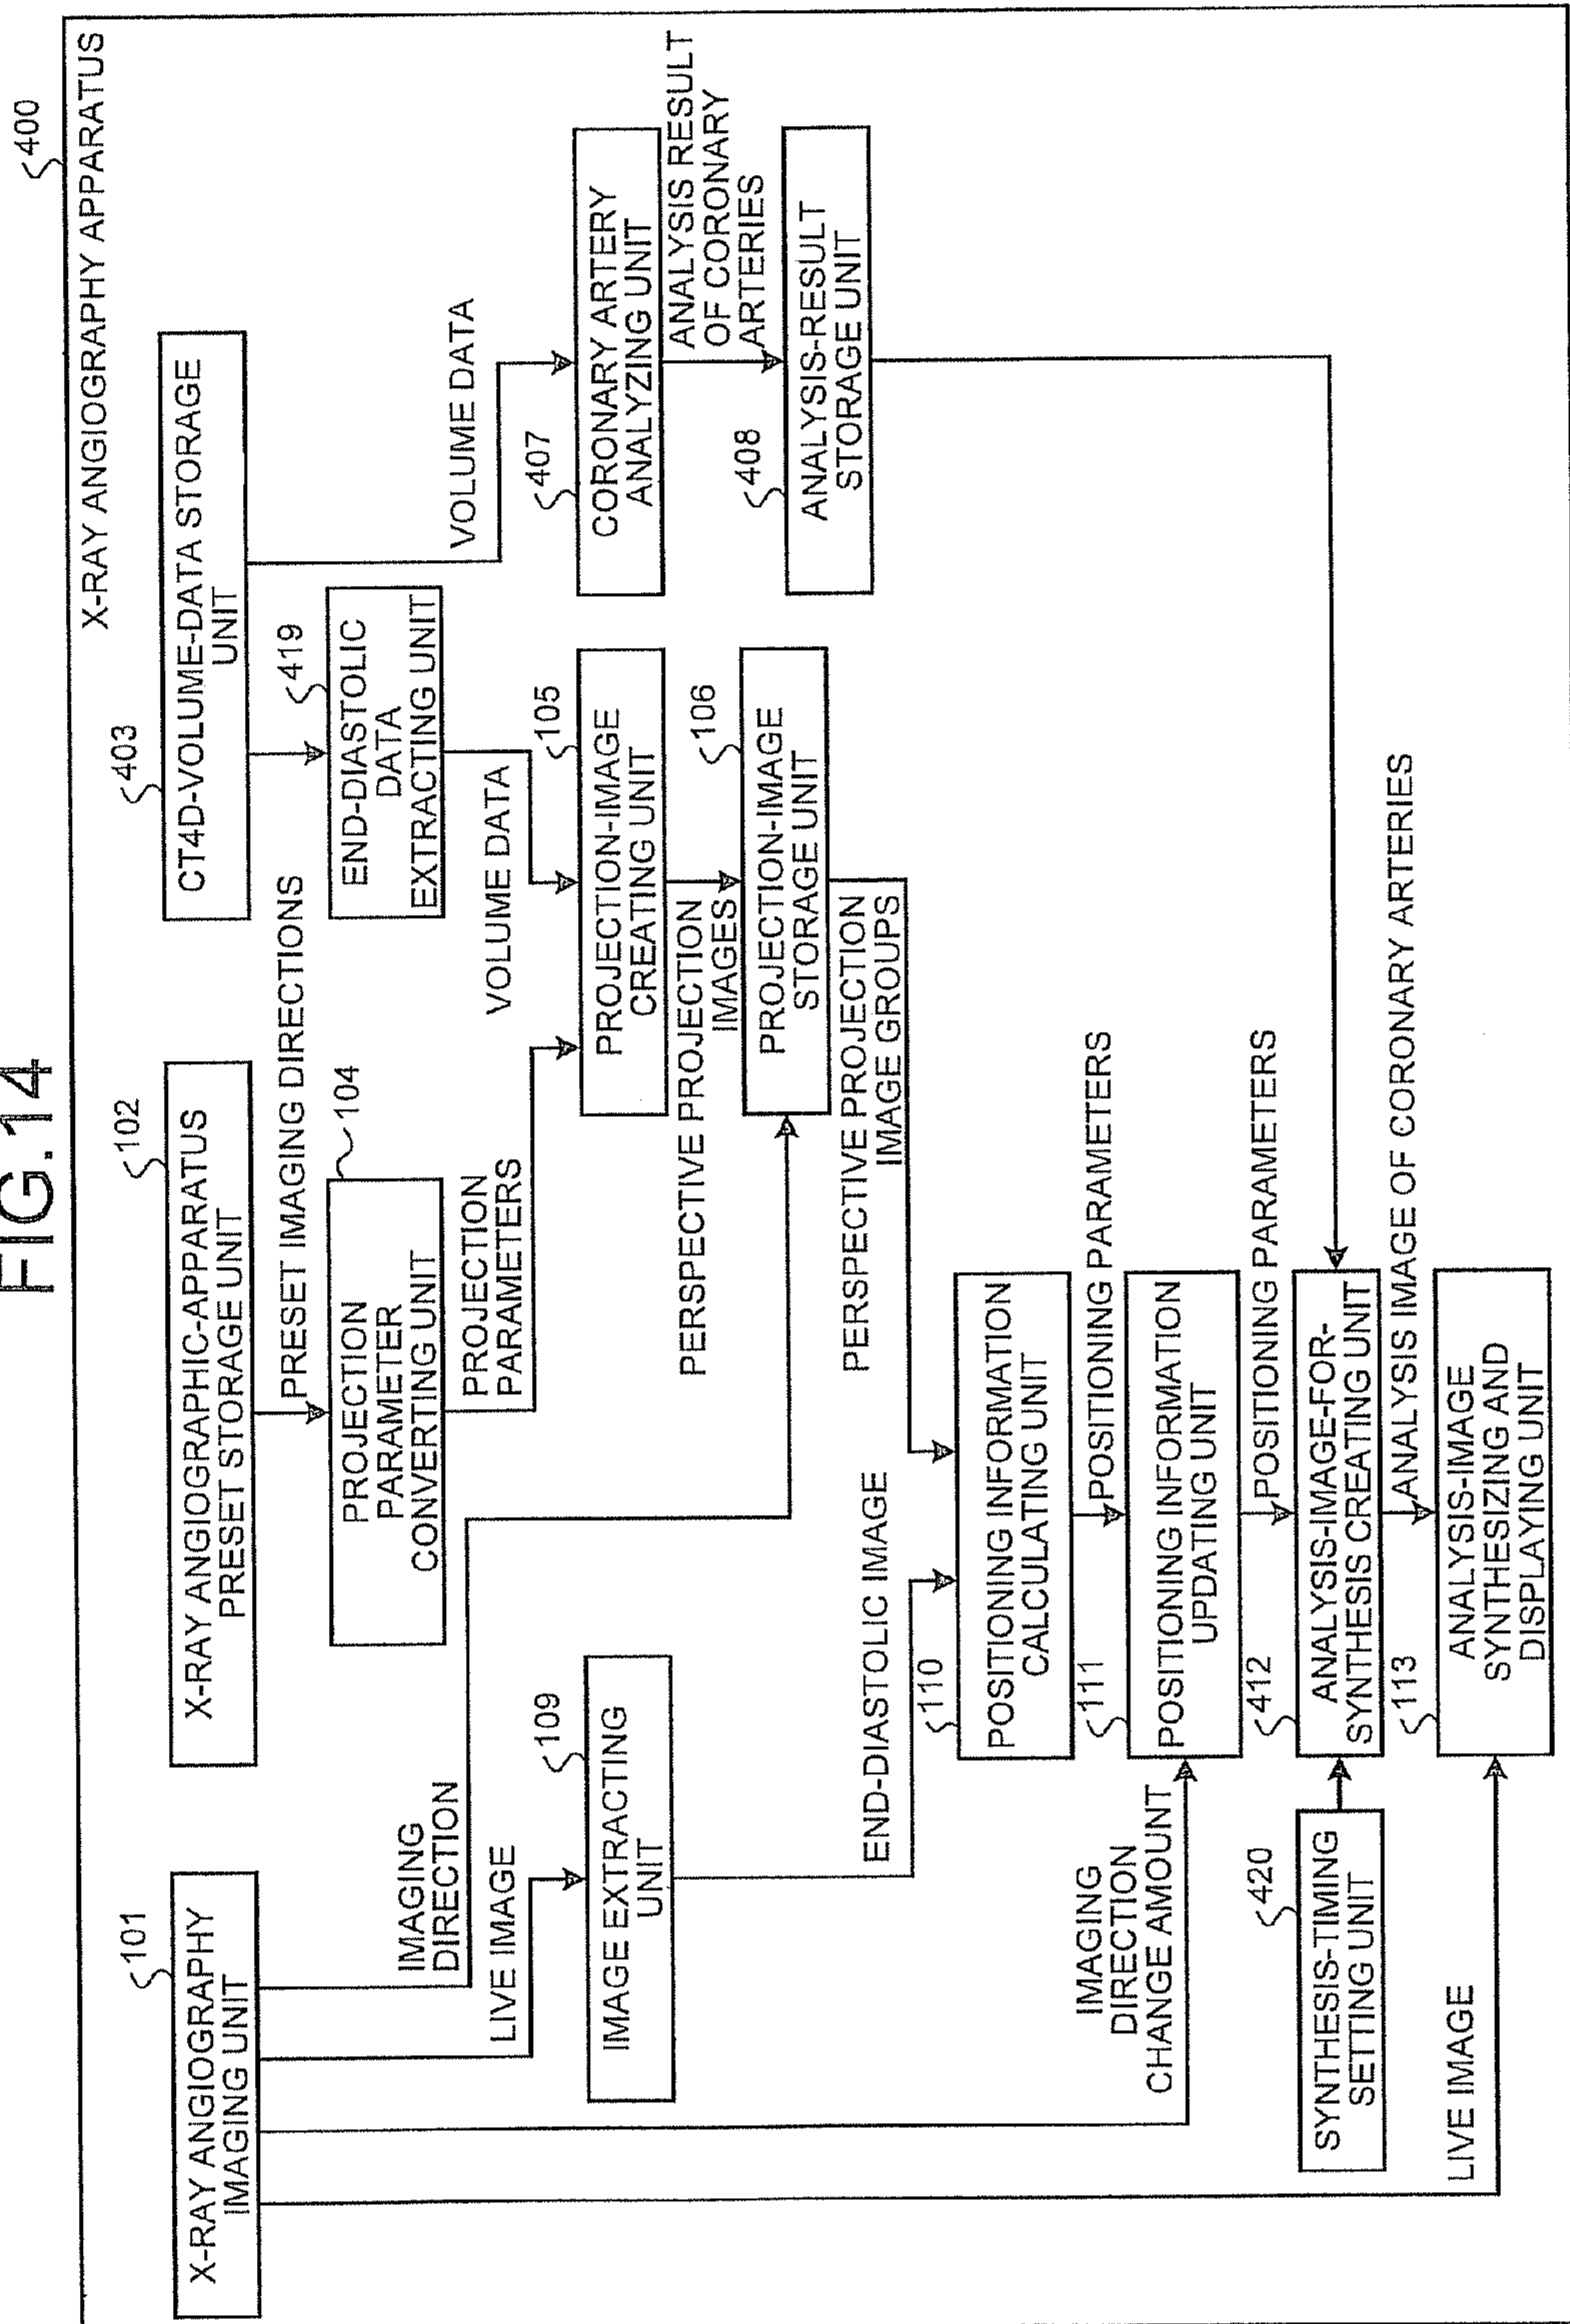 FIG.14
400
X-RAY ANGIOGRAPHY APPARATUS
101
X-RAY ANGIOGRAPHY
IMAGING UNIT
102
X-RAY ANGIOGRAPHIC-APPARATUS
PRESET STORAGE UNIT
403
CT4D-VOLUME-DATA STORAGE
UNIT
PRESET IMAGING DIRECTIONS
419
END-DIASTOLIC
DATA
EXTRACTING UNIT
104
PROJECTION
PARAMETER
CONVERTING UNIT
IMAGING
DIRECTION
LIVE IMAGE
PROJECTION
PARAMETERS
VOLUME DATA
VOLUME DATA
109
IMAGE EXTRACTING
UNIT
105
PROJECTION-IMAGE
CREATING UNIT
407
CORONARY ARTERY
ANALYZING UNIT
PERSPECTIVE PROJECTION
IMAGES
ANALYSIS RESULT
OF CORONARY
ARTERIES
106
PROJECTION-IMAGE
STORAGE UNIT
408
ANALYSIS-RESULT
STORAGE UNIT
END-DIASTOLIC IMAGE
PERSPECTIVE PROJECTION
IMAGE GROUPS
110
POSITIONING INFORMATION
CALCULATING UNIT
POSITIONING PARAMETERS
IMAGING
DIRECTION
CHANGE AMOUNT
111
POSITIONING INFORMATION
UPDATING UNIT
POSITIONING PARAMETERS
420
SYNTHESIS-TIMING
SETTING UNIT
412
ANALYSIS-IMAGE-FOR-
SYNTHESIS CREATING UNIT
ANALYSIS IMAGE OF CORONARY ARTERIES
LIVE IMAGE
113
ANALYSIS-IMAGE
SYNTHESIZING AND
DISPLAYING UNIT